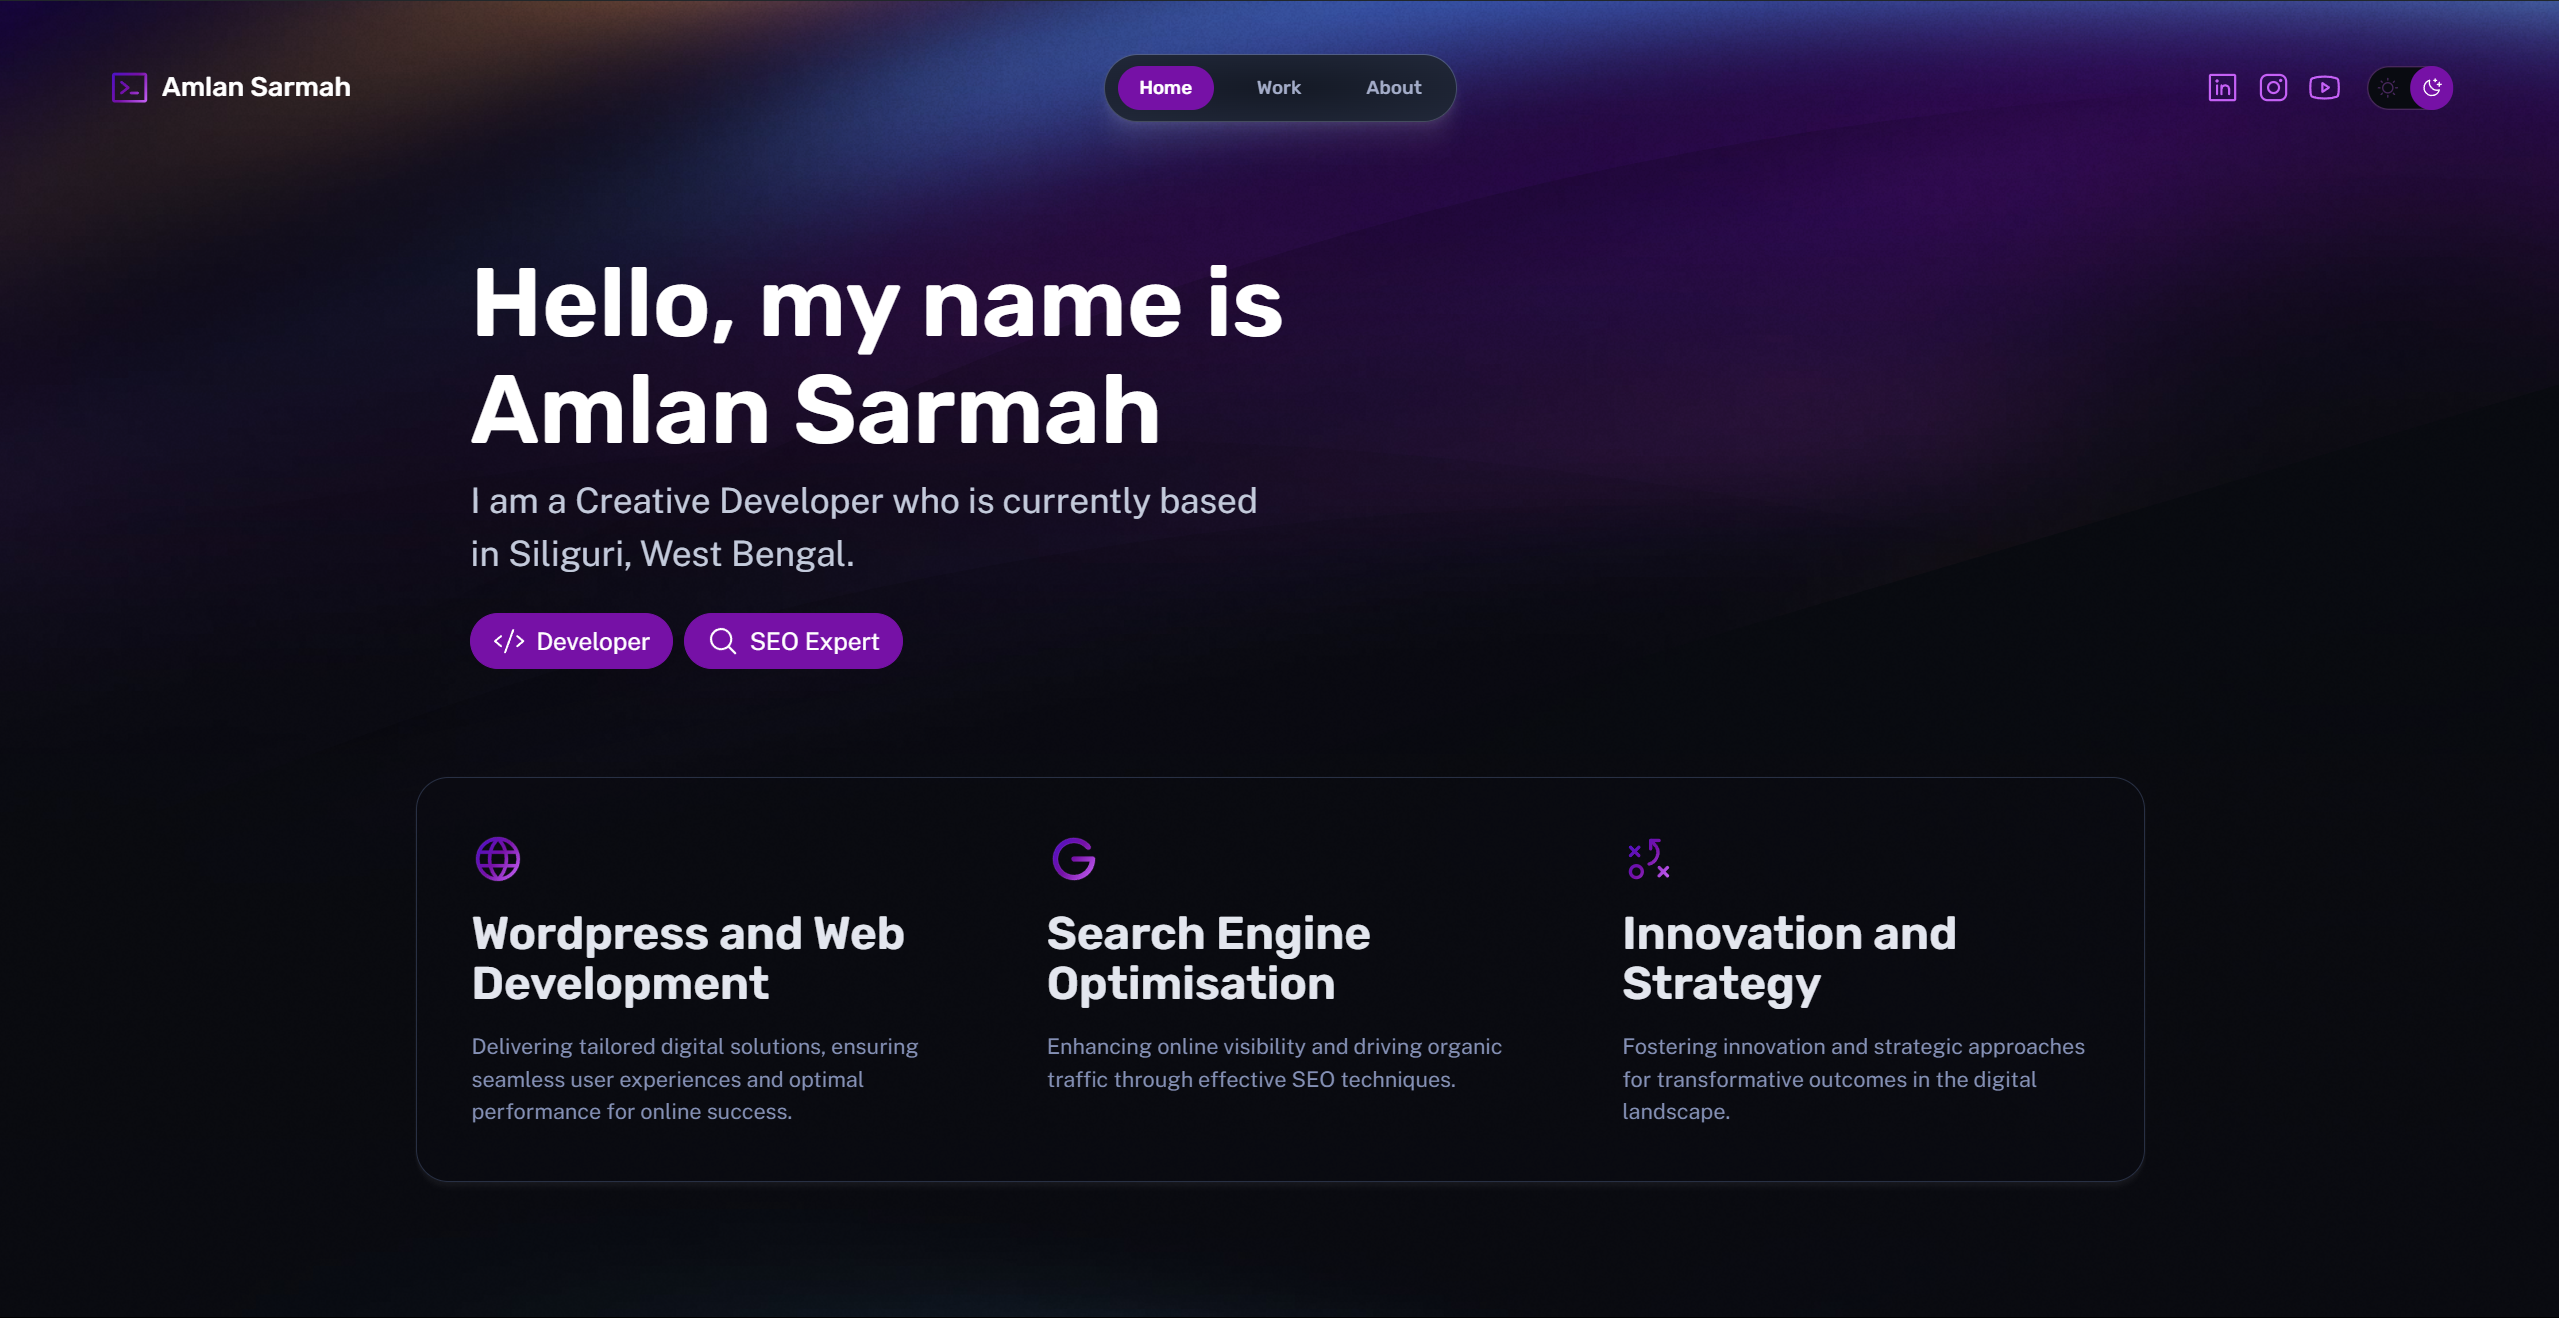 Amlan Sarmah
Home
Work
About
Hello, my name is
Amlan Sarmah
I am a Creative Developer who is currently based
in Siliguri, West Bengal.
Developer
SEO Expert
Wordpress and Web
Development
Delivering tailored digital solutions, ensuring
seamless user experiences and optimal
performance for online success.
Search Engine
Optimisation
Enhancing online visibility and driving organic
traffic through effective SEO techniques.
Innovation and
Strategy
Fostering innovation and strategic approaches
for transformative outcomes in the digital
landscape.